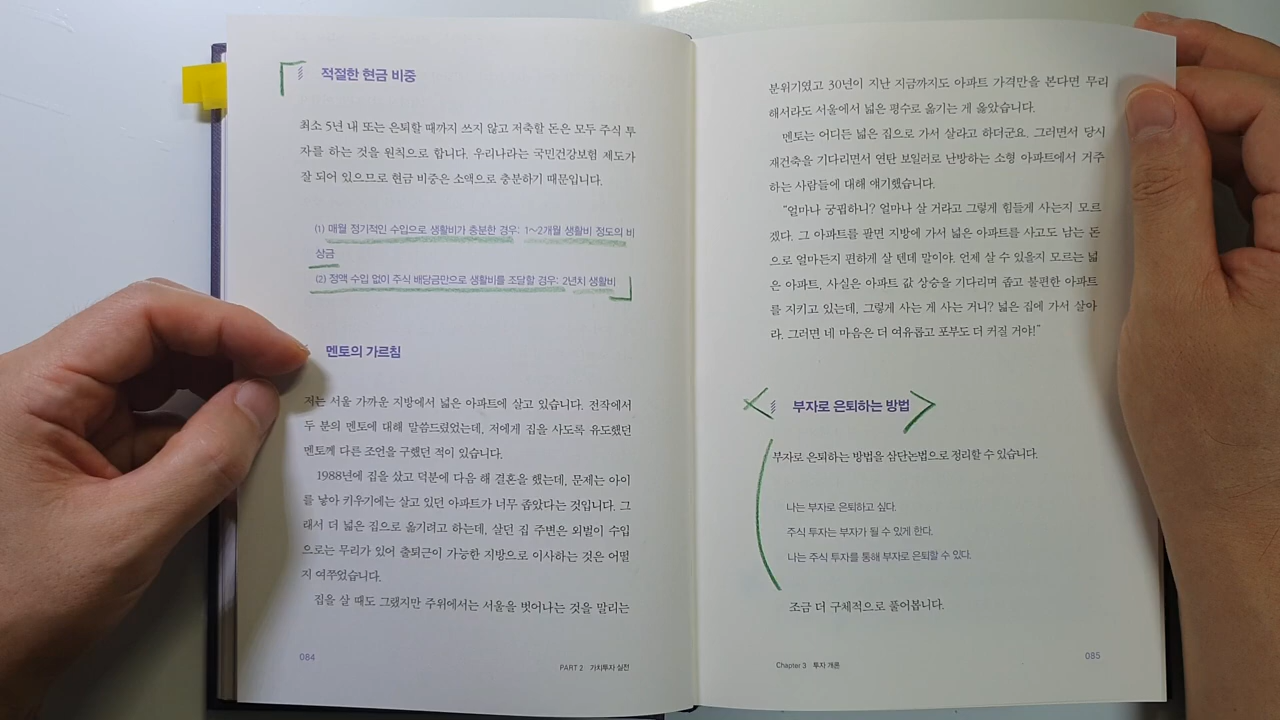 적절한 현금 비중
최소 5년 내 또는 은퇴할 때까지 쓰지 않고 저축할 돈은 모두 주식 투
자를 하는 것을 원칙으로 합니다. 우리나라는 국민건강보험 제도가
잘 되어 있으므로 현금 비중은 소액으로 충분하기 때문입니다.
(1) 매월 정기적인 수입으로 생활비가 충분한 경우: 1~2개월 생활비 정도의 비
상금
(2) 정액 수입 없이 주식 배당금만으로 생활비를 조달할 경우: 2년치 생활비
멘토의 가르침
저는 서울 가까운 지방에서 넓은 아파트에 살고 있습니다. 전작에서
두 분의 멘토에 대해 말씀드렸었는데, 저에게 집을 사도록 유도했던
멘토께 다른 조언을 구했던 적이 있습니다.
1988년에 집을 샀고 덕분에 다음 해 결혼을 했는데, 문제는 아이
를 낳아 키우기에는 살고 있던 아파트가 너무 좁았다는 것입니다. 그
래서 더 넓은 집으로 옮기려고 하는데, 살던 집 주변은 외벌이 수입
으로는 무리가 있어 출퇴근이 가능한 지방으로 이사하는 것은 어떨
지 여쭈었습니다.
집을 살 때도 그랬지만 주위에서는 서울을 벗어나는 것을 말리는
084
PART 2 가치투자 실전
분위기였고 30년이 지난 지금까지도 아파트 가격만을 본다면 무리
해서라도 서울에서 넓은 평수로 옮기는 게 옳았습니다.
멘토는 어디든 넓은 집으로 가서 살라고 하더군요. 그러면서 당시
재건축을 기다리면서 연탄 보일러로 난방하는 소형 아파트에서 거주
하는 사람들에 대해 얘기했습니다.
"얼마나 궁핍하니? 얼마나 살 거라고 그렇게 힘들게 사는지 모르
겠다. 그 아파트를 팔면 지방에 가서 넓은 아파트를 사고도 남는 돈
으로 얼마든지 편하게 살 텐데 말이야. 언제 살 수 있을지 모르는 넓
은 아파트, 사실은 아파트 값 상승을 기다리며 좁고 불편한 아파트
를 지키고 있는데, 그렇게 사는 게 사는 거니? 넓은 집에 가서 살아
라. 그러면 네 마음은 더 여유롭고 포부도 더 커질 거야!"
부자로 은퇴하는 방법
부자로 은퇴하는 방법을 삼단논법으로 정리할 수 있습니다.
나는 부자로 은퇴하고 싶다.
주식 투자는 부자가 될 수 있게 한다.
나는 주식 투자를 통해 부자로 은퇴할 수 있다.
조금 더 구체적으로 풀어봅니다.
Chapter 3 투자 개론
085